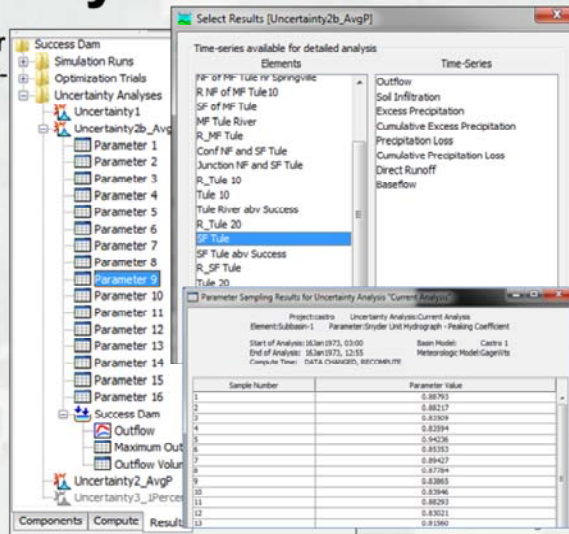 Success Dam
Simulation Runs
Optimization Trials
Uncertainty Analyses
Uncertainty1
Uncertainty2b_Avg
Parameter 1
Parameter 2
Parameter 3
Parameter 4
Parameter 5
Parameter 6
Parameter 7
Parameter 8
Parameter 9
Parameter 10
Parameter 11
Parameter 12
Parameter 13
Parameter 14
Parameter 15
Parameter 16
Success Dam
Outflow
Maximum Out
Outflow Volun
Uncertainty2_AvgP
Uncertainty3_1Percen
Components Compute Result
Select Results [Uncertainty2b_AvgP]
Time-series available for detailed analysis
Elements
NF of MF Tule nr Springville
R NF of MF Tule10
SF of MF Tule
MF Tule River
R_MF Tule
Conf NF and SF Tule
Junction NF and SF Tule
R_Tule 10
Tule 10
Tule River abv Success
R_Tule 20
SF Tule
SF Tule abv Success
R_SF Tule
Tule 20
Time-Series
Outflow
Soil Infiltration
Excess Precipitation
Cumulative Excess Precipitation
Precipitation Loss
Cumulative Precipitation Loss
Direct Runoff
Baseflow
Parameter Sampling Results for Uncertainty Analysis "Current Analysis"
Project:castro Uncertainty Analysis:Current Analysis
Element:Subbasin-1 Parameter:Snyder Unit Hydrograph - Peaking Coefficient
Start of Analysis: 16Jan1973, 03:00 Basin Model: Castro 1
End of Analysis: 16Jan1973, 12:55 Meteorologic Model:GageWts
Compute Time: DATA CHANGED, RECOMPUTE
Sample Number Parameter Value
1 0.88793
2 0.88217
3 0.83509
4 0.83594
5 0.94236
6 0.85353
7 0.89427
8 0.87784
9 0.83865
10 0.83946
11 0.88293
12 0.83021
13 0.81560